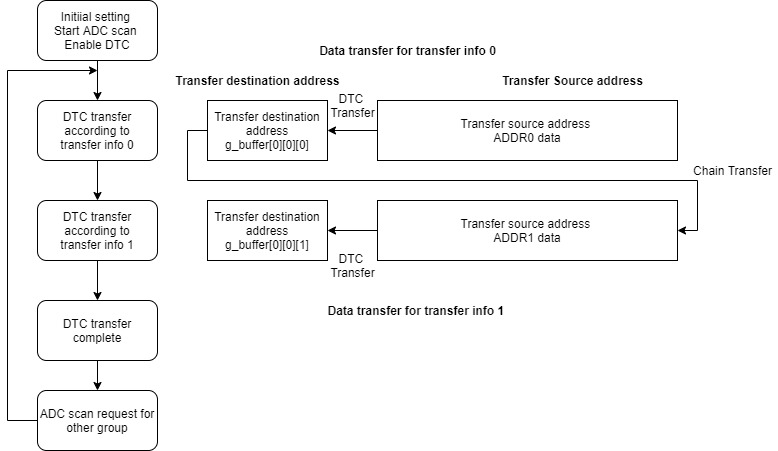 Initiial setting
Start ADC scan
Enable DTC
DTC transfer
according to
transfer info 0
DTC transfer
according to
transfer info 1
DTC transfer
complete
ADC scan request for
other group
Data transfer for transfer info 0
Transfer destination address
Transfer Source address
Transfer destination
address
g_buffer[0][0][0]
DTC
Transfer
Transfer source address
ADDR0 data
Chain Transfer
Transfer destination
address
g_buffer[0][0][1]
DTC
Transfer
Transfer source address
ADDR1 data
Data transfer for transfer info 1